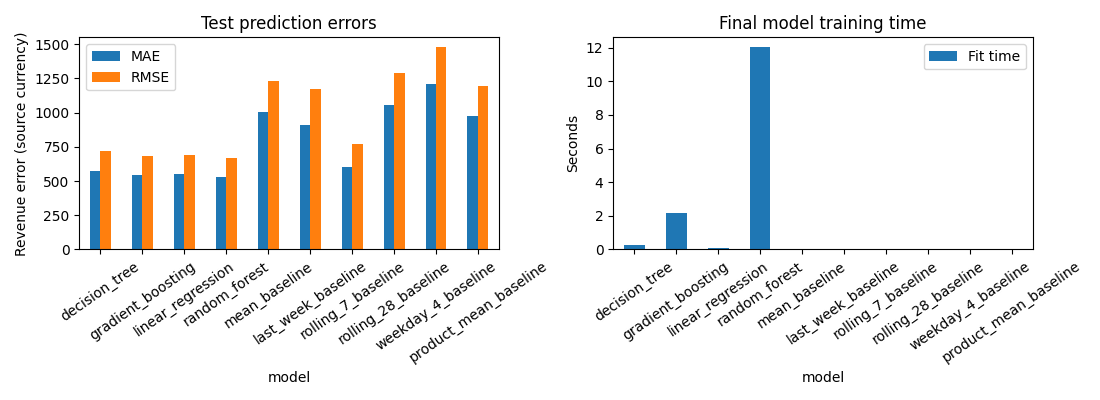 Test prediction errors
Revenue error (source currency)
1500
1250
1000
750
500
250
0
MAE
RMSE
decision_tree
gradient_boosting
linear_regression
random_forest
mean_baseline
last_week_baseline
rolling_7_baseline
rolling_28_baseline
weekday_4_baseline
product_mean_baseline
model
Final model training time
Seconds
12
10
8
6
4
2
0
Fit time
decision_tree
gradient_boosting
linear_regression
random_forest
mean_baseline
last_week_baseline
rolling_7_baseline
rolling_28_baseline
weekday_4_baseline
product_mean_baseline
model